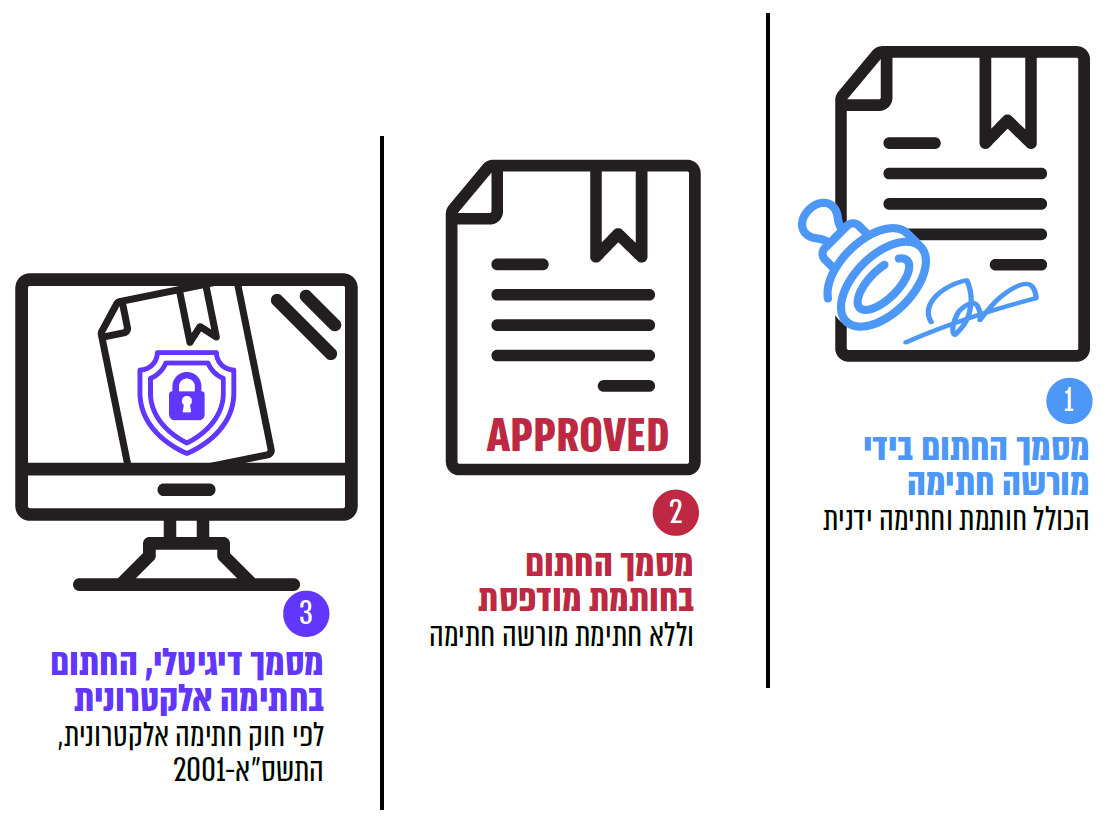 1
מסמך החתום בידי
מורשה חתימה
הכולל חותמת וחתימה ידנית
APPROVED
2
מסמך החתום
בחותמת מודפסת
וללא חתימת מורשה חתימה
3
מסמך דיגיטלי, החתום
בחתימה אלקטרונית
לפי חוק חתימה אלקטרונית,
התשס"א-2001